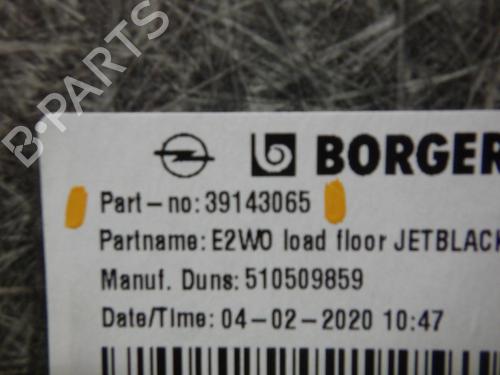 B-PARTS
BORGER
Part-no: 39143065
Partname: E2WO load floor JETBLACK
Manuf. Duns: 510509859
Date/Time: 04-02-2020 10:47